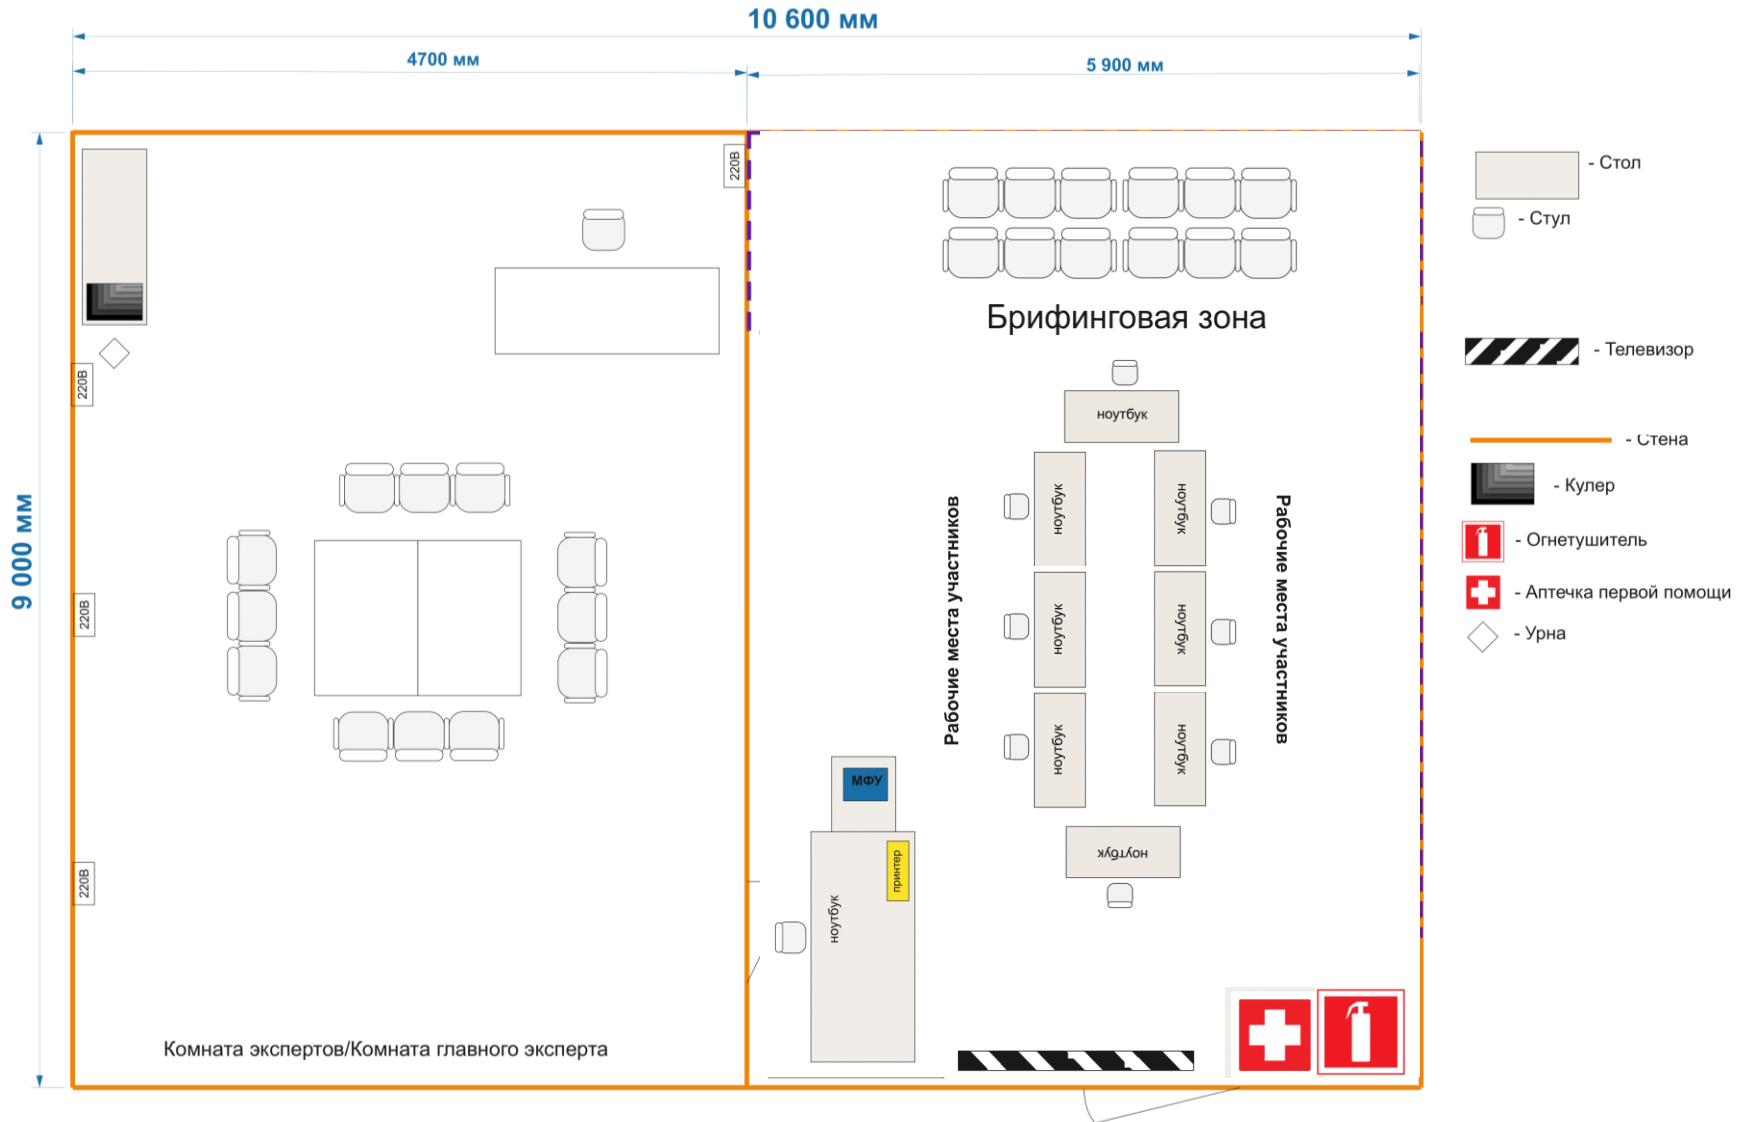 10 600 мм
4700 мм
5 900 мм
9 000 мм
220В
220В
220В
220В
Брифинговая зона
ноутбук
ноутбук
ноутбук
ноутбук
ноутбук
ноутбук
ноутбук
ноутбук
Рабочие места участников
Рабочие места участников
МФУ
принтер
ноутбук
Комната экспертов/Комната главного эксперта
- Стол
- Стул
- Телевизор
- Стена
- Кулер
- Огнетушитель
- Аптечка первой помощи
- Урна